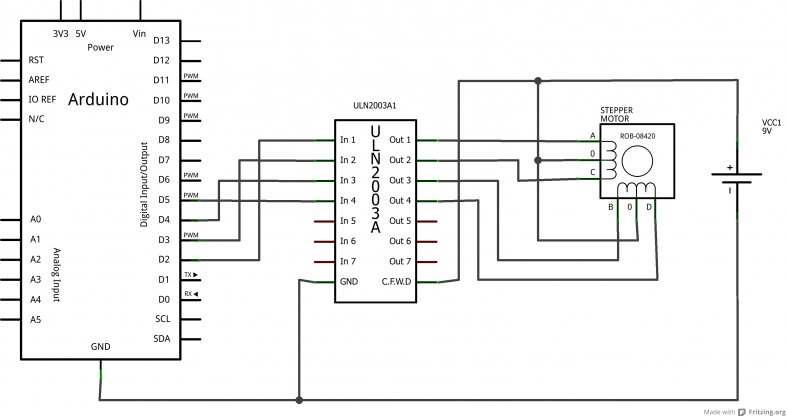 3V3
5V
Vin
Power
RST
AREF
IO REF
N/C
Arduino
A0
A1
A2
A3
A4
A5
Analog Input
Digital Input/Output
D13
D12
D11
PWM
D10
PWM
D9
PWM
D8
D7
D6
PWM
D5
PWM
D4
D3
PWM
D2
D1
TX ▶
D0
RX ◀
SCL
SDA
GND
ULN2003A1
ULN2003A
In 1
In 2
In 3
In 4
In 5
In 6
In 7
GND
Out 1
Out 2
Out 3
Out 4
Out 5
Out 6
Out 7
C.F.W.D
STEPPER
MOTOR
ROB-08420
A
0
C
B
0
D
VCC1
9V
+
−
Made with Fritzing.org